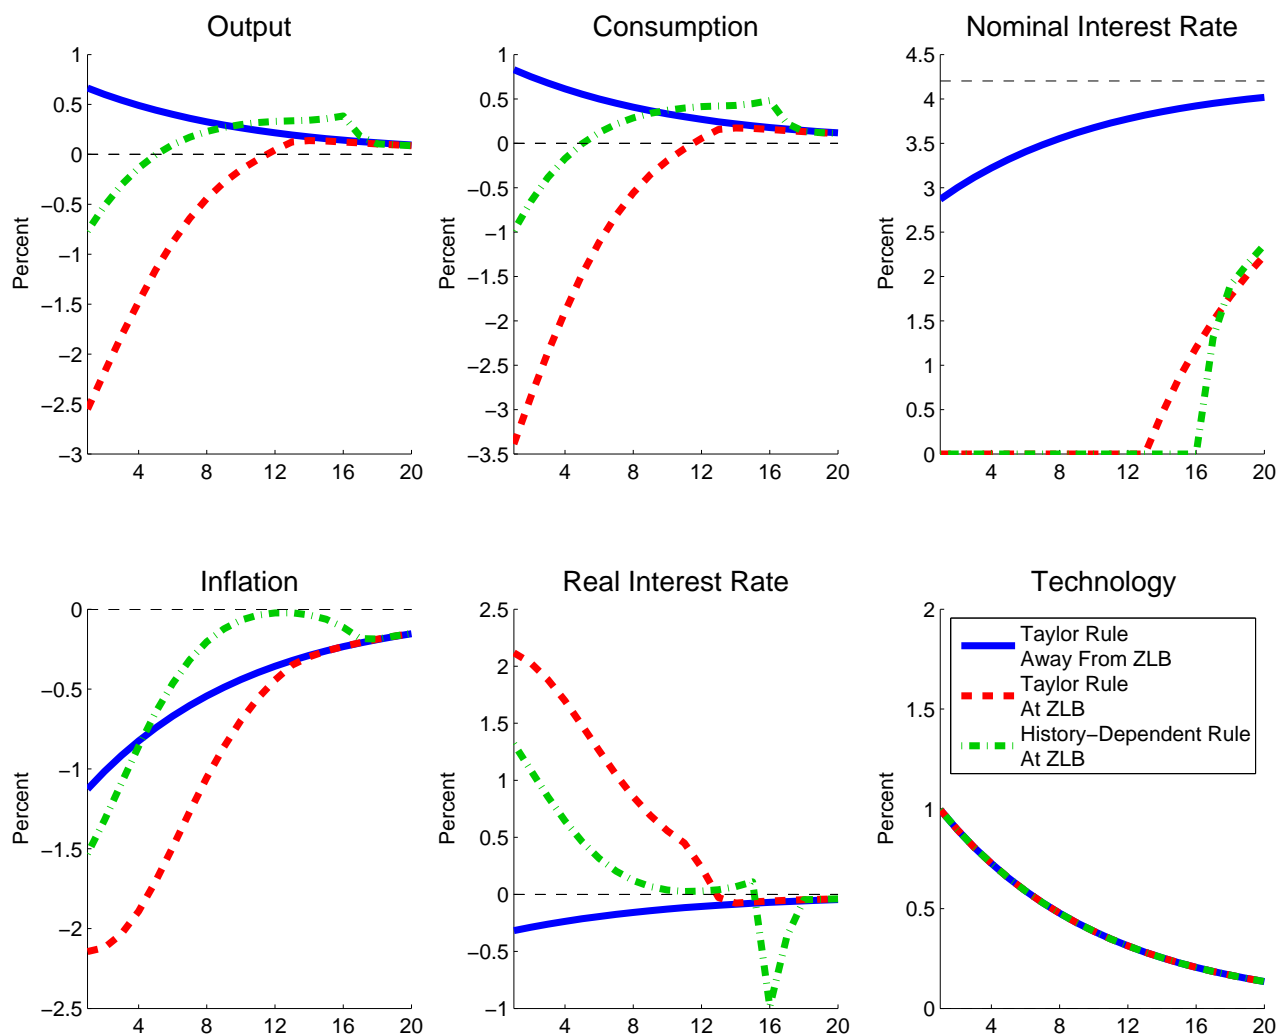 Output
Consumption
Nominal Interest Rate
1
0.5
0
−0.5
−1
−1.5
−2
−2.5
−3
Percent
4 8 12 16 20
1
0.5
0
−0.5
−1
−1.5
−2
−2.5
−3
−3.5
Percent
4 8 12 16 20
4.5
4
3.5
3
2.5
2
1.5
1
0.5
0
Percent
4 8 12 16 20
Inflation
Real Interest Rate
Technology
0
−0.5
−1
−1.5
−2
−2.5
Percent
4 8 12 16 20
2.5
2
1.5
1
0.5
0
−0.5
−1
Percent
4 8 12 16 20
2
1.5
1
0.5
0
Percent
4 8 12 16 20
Taylor Rule
Away From ZLB
Taylor Rule
At ZLB
History−Dependent Rule
At ZLB